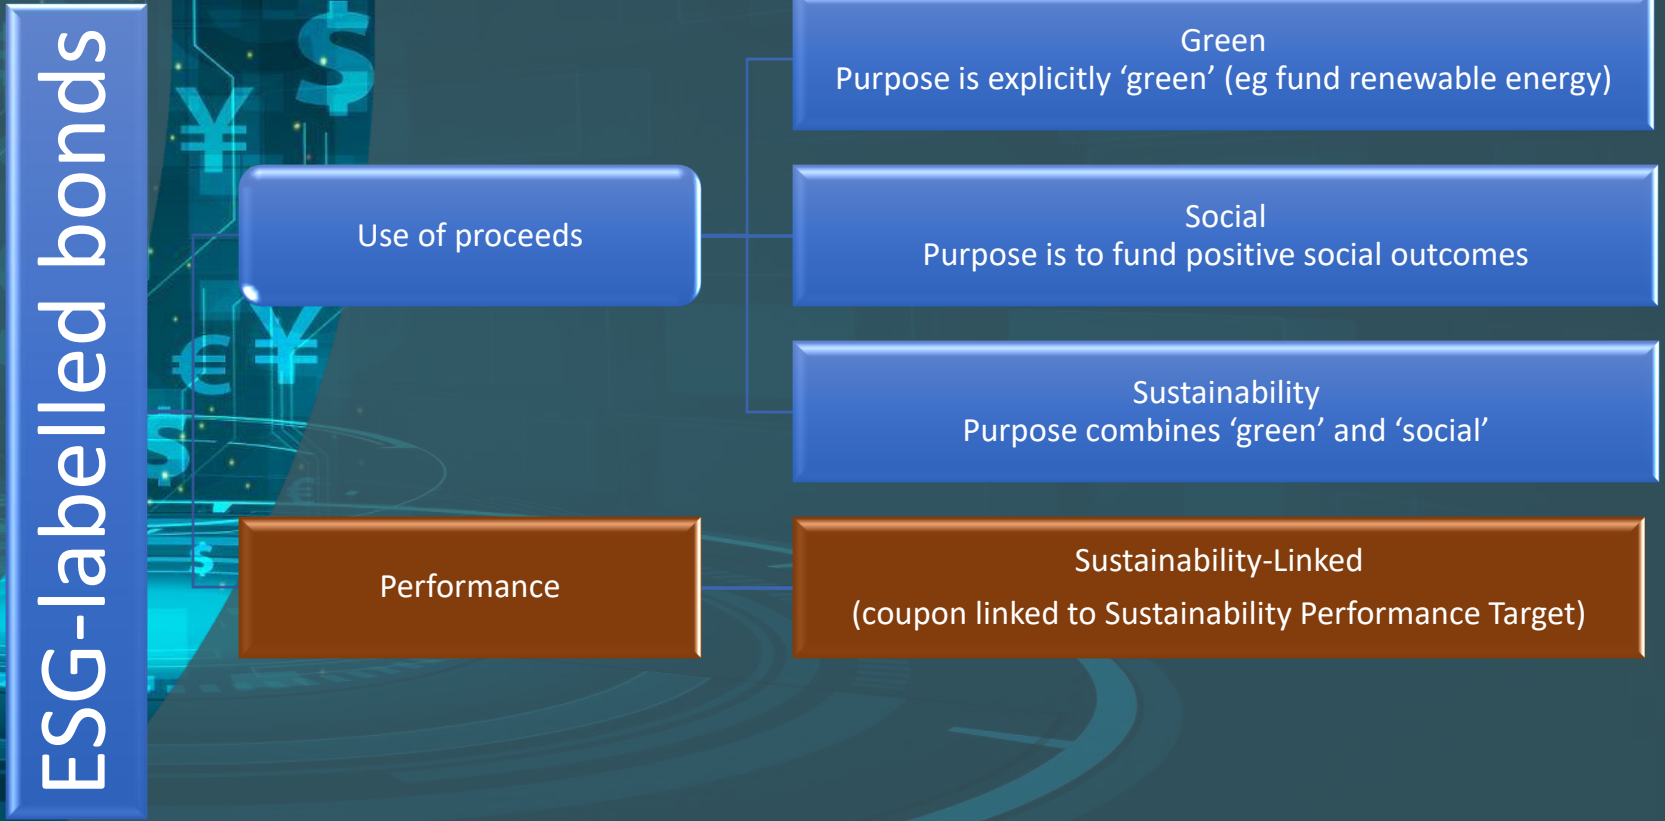 ESG-labelled bonds
Use of proceeds
Green
Purpose is explicitly ‘green’ (eg fund renewable energy)
Social
Purpose is to fund positive social outcomes
Sustainability
Purpose combines ‘green’ and ‘social’
Performance
Sustainability-Linked
(coupon linked to Sustainability Performance Target)